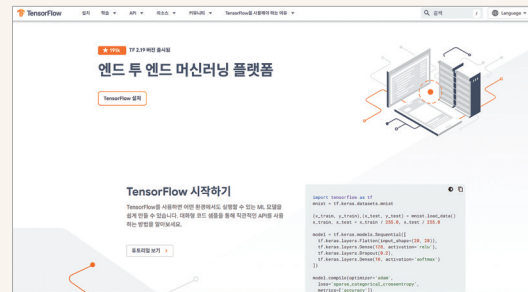 TensorFlow 설치 학습 API 리소스 커뮤니티 TensorFlow를 사용해야 하는 이유 검색 / Language
TF 2.19 버전 출시됨
엔드 투 엔드 머신러닝 플랫폼
TensorFlow 설치
TensorFlow 시작하기
TensorFlow를 사용하면 어떤 환경에서도 실행할 수 있는 ML 모델을
쉽게 만들 수 있습니다. 대화형 코드 샘플을 통해 직관적인 API를 사용
하는 방법을 알아보세요.
튜토리얼 보기
import tensorflow as tf
mnist = tf.keras.datasets.mnist
(x_train, y_train),(x_test, y_test) = mnist.load_data()
x_train, x_test = x_train / 255.0, x_test / 255.0
model = tf.keras.models.Sequential([
tf.keras.layers.Flatten(input_shape=(28, 28)),
tf.keras.layers.Dense(128, activation='relu'),
tf.keras.layers.Dropout(0.2),
tf.keras.layers.Dense(10, activation='softmax')
])
model.compile(optimizer='adam',
loss='sparse_categorical_crossentropy',
metrics=['accuracy'])